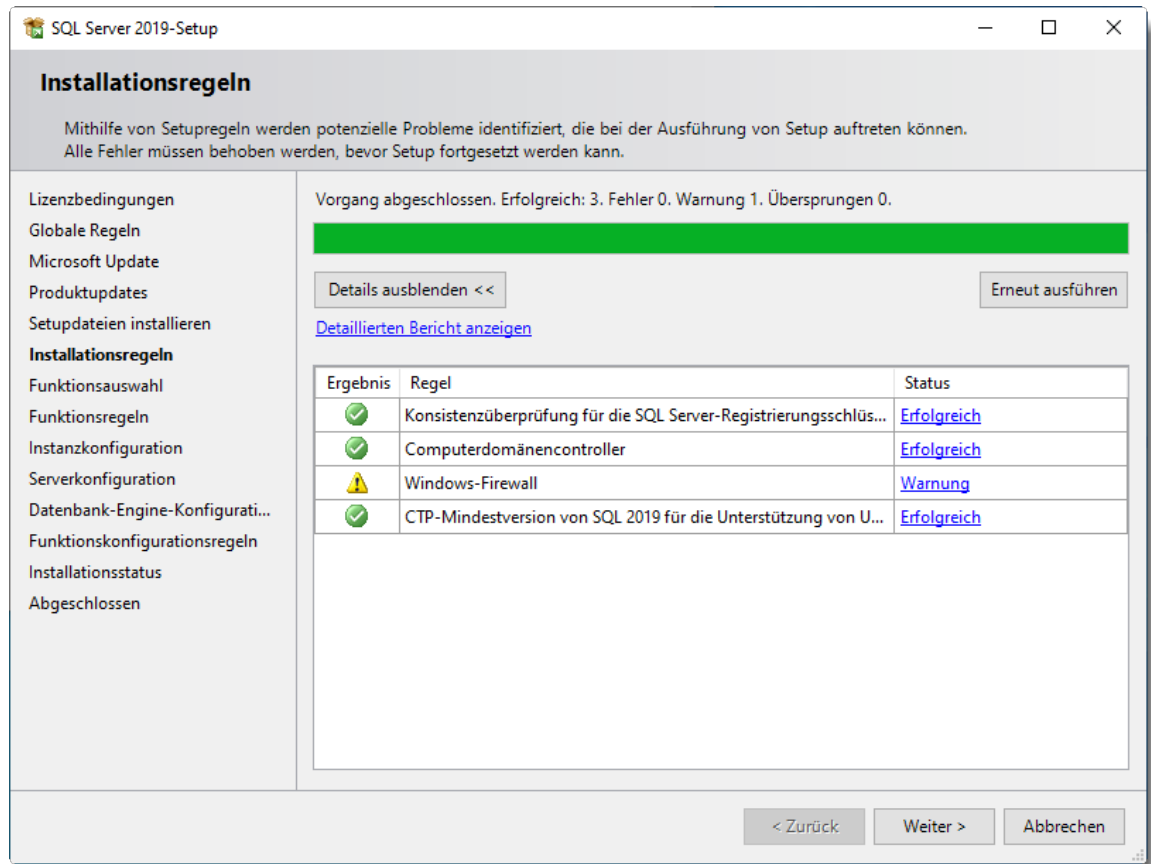 SQL Server 2019-Setup
Installationsregeln
Mithilfe von Setupregeln werden potenzielle Probleme identifiziert, die bei der Ausführung von Setup auftreten können.
Alle Fehler müssen behoben werden, bevor Setup fortgesetzt werden kann.
Lizenzbedingungen
Globale Regeln
Microsoft Update
Produktupdates
Setupdateien installieren
Installationsregeln
Funktionsauswahl
Funktionsregeln
Instanzkonfiguration
Serverkonfiguration
Datenbank-Engine-Konfigurati...
Funktionskonfigurationsregeln
Installationsstatus
Abgeschlossen
Vorgang abgeschlossen. Erfolgreich: 3. Fehler 0. Warnung 1. Übersprungen 0.
Details ausblenden << Erneut ausführen
Detaillierten Bericht anzeigen
Ergebnis Regel Status
Konsistenzüberprüfung für die SQL Server-Registrierungsschlüs... Erfolgreich
Computerdomänencontroller Erfolgreich
Windows-Firewall Warnung
CTP-Mindestversion von SQL 2019 für die Unterstützung von U... Erfolgreich
< Zurück Weiter > Abbrechen